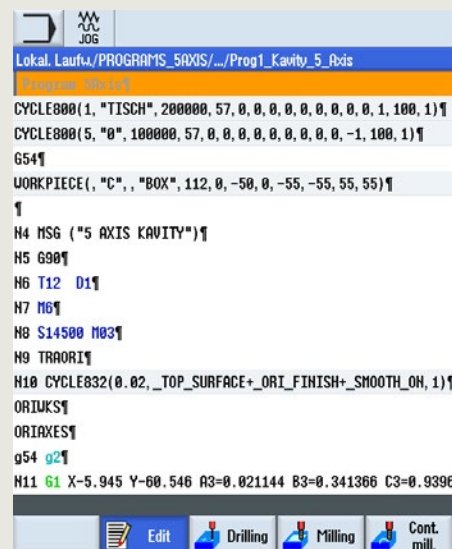 JOG
Lokal. Laufw./PROGRAMS_5AXIS/.../Prog1_Kavity_5_Axis
Program 5Axis¶
CYCLE800(1, "TISCH", 200000, 57, 0, 0, 0, 0, 0, 0, 0, 0, 0, 1, 100, 1)¶
CYCLE800(5, "0", 100000, 57, 0, 0, 0, 0, 0, 0, 0, 0, 0, -1, 100, 1)¶
G54¶
WORKPIECE(, "C",, "BOX", 112, 0, -50, 0, -55, -55, 55, 55)¶
¶
N4 MSG ("5 AXIS KAVITY")¶
N5 G90¶
N6 T12 D1¶
N7 M6¶
N8 S14500 M03¶
N9 TRAORI¶
N10 CYCLE832(0.02,_TOP_SURFACE+_ORI_FINISH+_SMOOTH_ON, 1)¶
ORIWKS¶
ORIAXES¶
g54 g2¶
N11 G1 X-5.945 Y-60.546 A3=0.021144 B3=0.341366 C3=0.9396
Edit
Drilling
Milling
Cont.
mill.